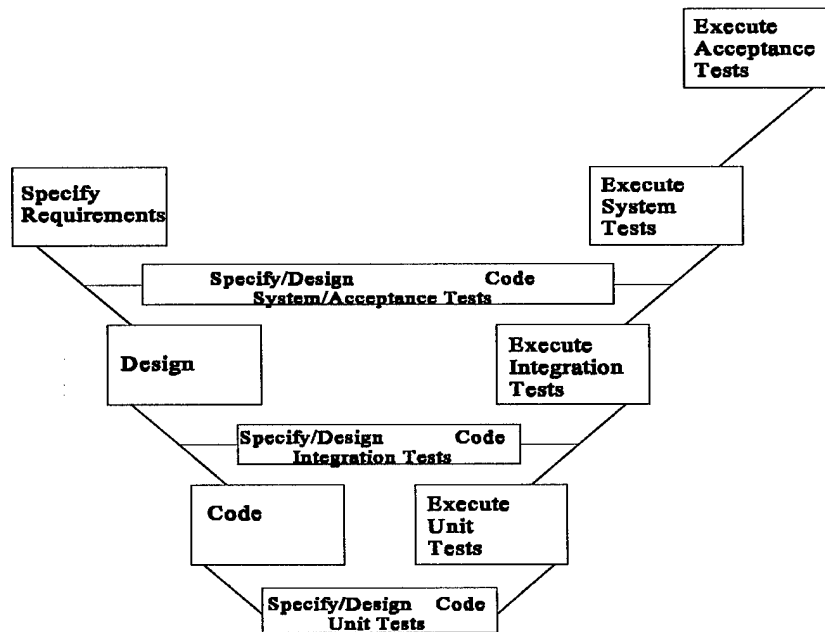 Execute
Acceptance
Tests
Specify
Requirements
Execute
System
Tests
Specify/Design Code
System/Acceptance Tests
Design
Execute
Integration
Tests
Specify/Design Code
Integration Tests
Code
Execute
Unit
Tests
Specify/Design Code
Unit Tests